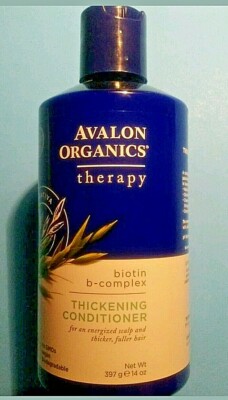 AVALON
ORGANICS®
therapy
biotin
b-complex
THICKENING
CONDITIONER
for an energized scalp and
thicker, fuller hair
Net Wt
397 g ℮ 14 oz